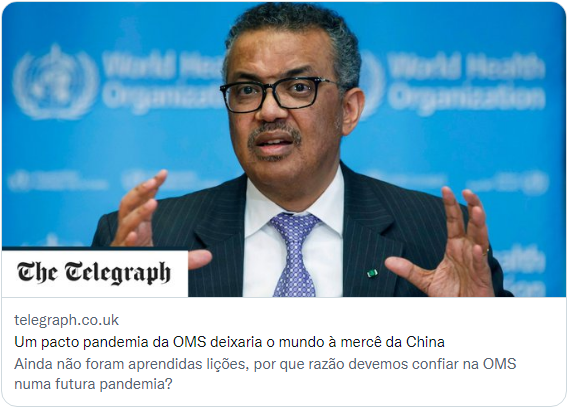 World Health
Organization
World Health
Organization
The Telegraph
telegraph.co.uk
Um pacto pandemia da OMS deixaria o mundo à mercê da China
Ainda não foram aprendidas lições, por que razão devemos confiar na OMS
numa futura pandemia?